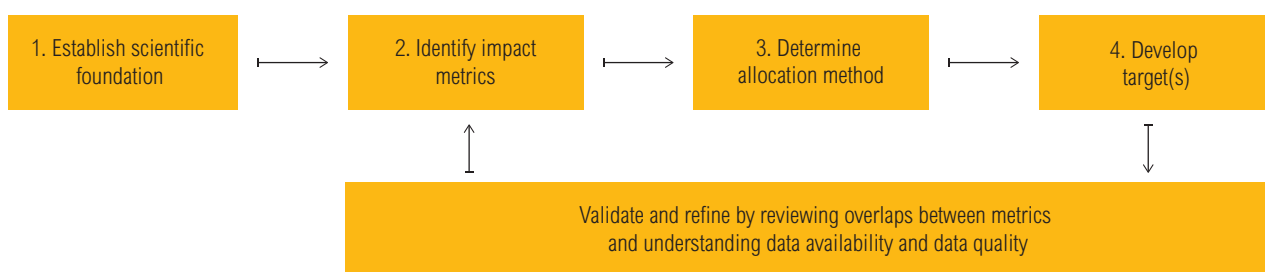 1. Establish scientific
foundation
2. Identify impact
metrics
3. Determine
allocation method
4. Develop
target(s)
Validate and refine by reviewing overlaps between metrics
and understanding data availability and data quality